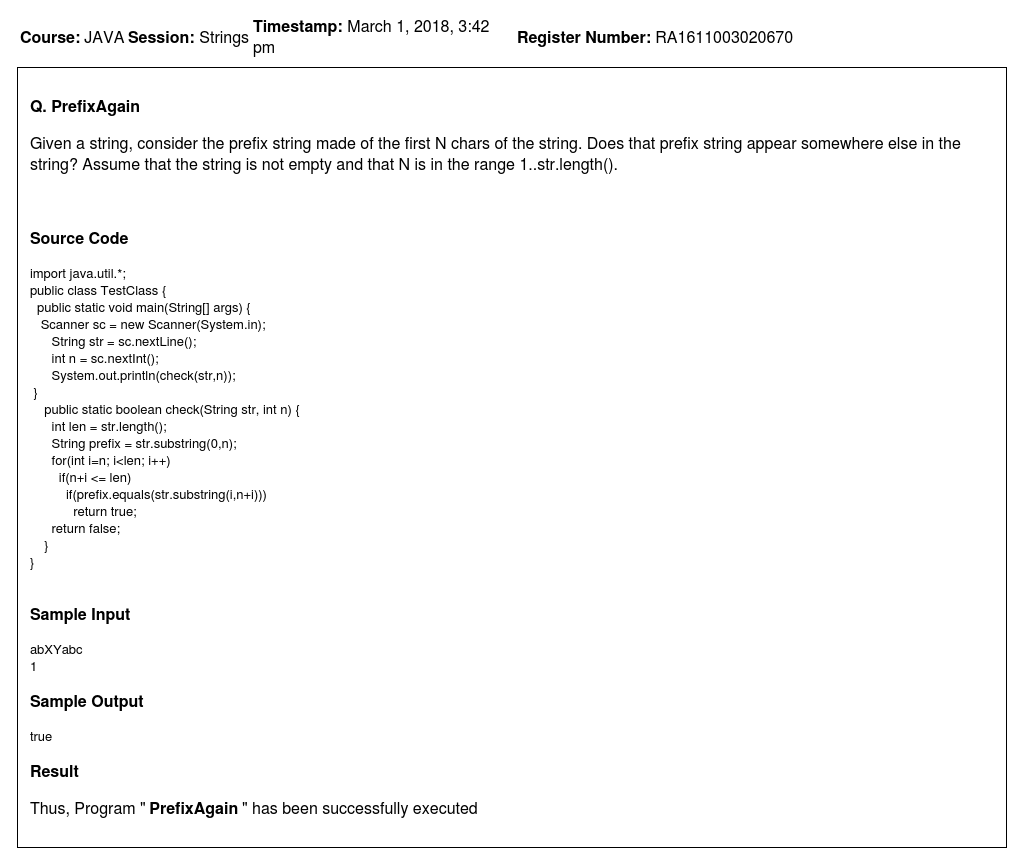 Course: JAVA Session: Strings Timestamp: March 1, 2018, 3:42 pm Register Number: RA1611003020670
Q. PrefixAgain
Given a string, consider the prefix string made of the first N chars of the string. Does that prefix string appear somewhere else in the
string? Assume that the string is not empty and that N is in the range 1..str.length().
Source Code
import java.util.*;
public class TestClass {
  public static void main(String[] args) {
   Scanner sc = new Scanner(System.in);
      String str = sc.nextLine();
      int n = sc.nextInt();
      System.out.println(check(str,n));
 }
    public static boolean check(String str, int n) {
      int len = str.length();
      String prefix = str.substring(0,n);
      for(int i=n; i<len; i++)
        if(n+i <= len)
          if(prefix.equals(str.substring(i,n+i)))
            return true;
      return false;
    }
}
Sample Input
abXYabc
1
Sample Output
true
Result
Thus, Program " PrefixAgain " has been successfully executed